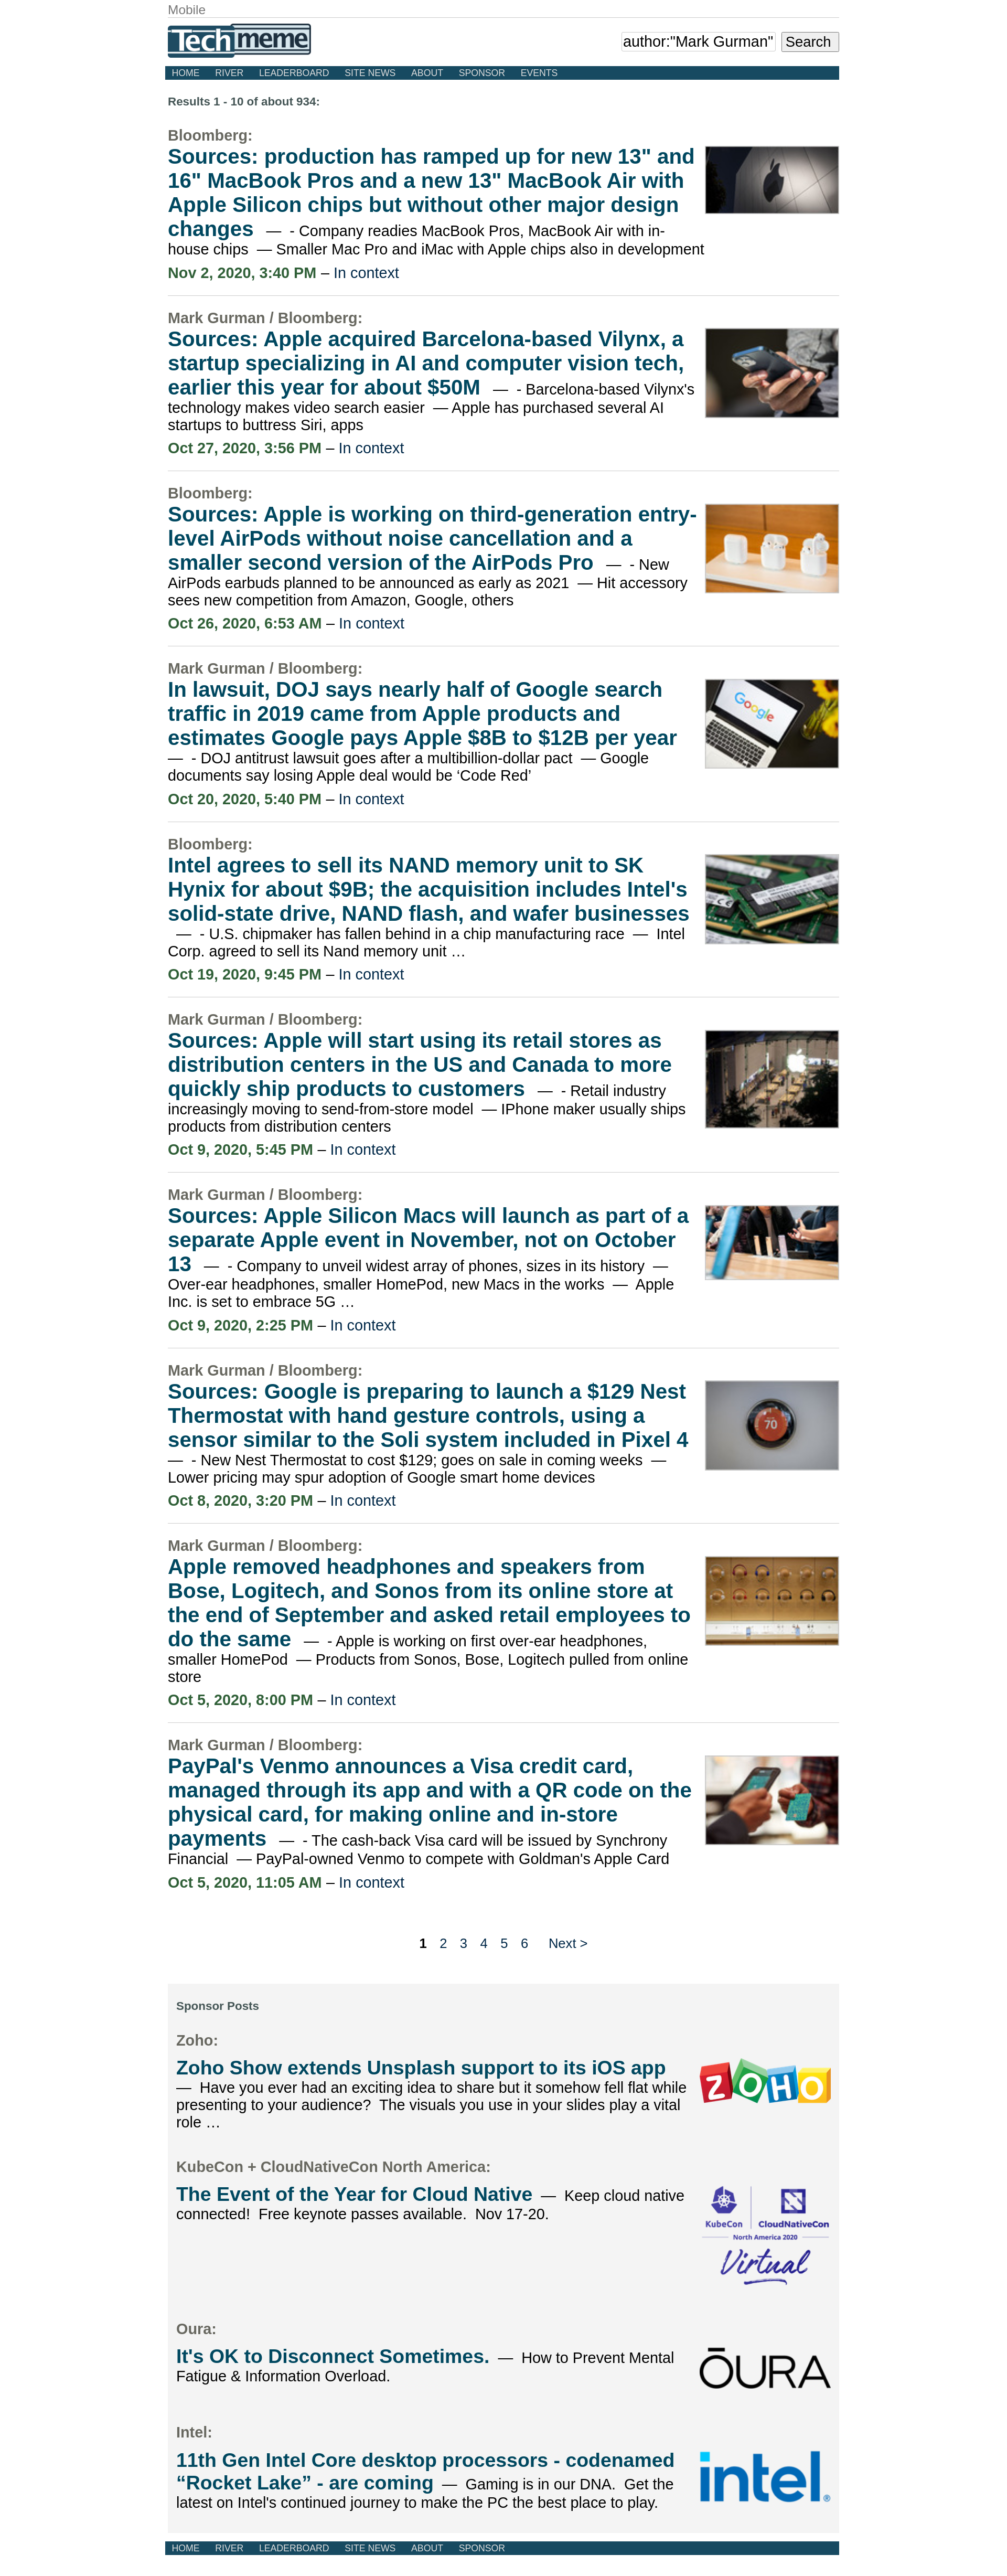 Mobile
Techmeme
author:"Mark Gurman" Search
HOME RIVER LEADERBOARD SITE NEWS ABOUT SPONSOR EVENTS
Results 1 - 10 of about 934:
Bloomberg:
Sources: production has ramped up for new 13" and
16" MacBook Pros and a new 13" MacBook Air with
Apple Silicon chips but without other major design
changes — - Company readies MacBook Pros, MacBook Air with in-
house chips — Smaller Mac Pro and iMac with Apple chips also in development
Nov 2, 2020, 3:40 PM – In context
Mark Gurman / Bloomberg:
Sources: Apple acquired Barcelona-based Vilynx, a
startup specializing in AI and computer vision tech,
earlier this year for about $50M — - Barcelona-based Vilynx's
technology makes video search easier — Apple has purchased several AI
startups to buttress Siri, apps
Oct 27, 2020, 3:56 PM – In context
Bloomberg:
Sources: Apple is working on third-generation entry-
level AirPods without noise cancellation and a
smaller second version of the AirPods Pro — - New
AirPods earbuds planned to be announced as early as 2021 — Hit accessory
sees new competition from Amazon, Google, others
Oct 26, 2020, 6:53 AM – In context
Mark Gurman / Bloomberg:
In lawsuit, DOJ says nearly half of Google search
traffic in 2019 came from Apple products and
estimates Google pays Apple $8B to $12B per year
— - DOJ antitrust lawsuit goes after a multibillion-dollar pact — Google
documents say losing Apple deal would be ‘Code Red’
Oct 20, 2020, 5:40 PM – In context
Google
Bloomberg:
Intel agrees to sell its NAND memory unit to SK
Hynix for about $9B; the acquisition includes Intel's
solid-state drive, NAND flash, and wafer businesses
— - U.S. chipmaker has fallen behind in a chip manufacturing race — Intel
Corp. agreed to sell its Nand memory unit …
Oct 19, 2020, 9:45 PM – In context
Mark Gurman / Bloomberg:
Sources: Apple will start using its retail stores as
distribution centers in the US and Canada to more
quickly ship products to customers — - Retail industry
increasingly moving to send-from-store model — IPhone maker usually ships
products from distribution centers
Oct 9, 2020, 5:45 PM – In context
Mark Gurman / Bloomberg:
Sources: Apple Silicon Macs will launch as part of a
separate Apple event in November, not on October
13 — - Company to unveil widest array of phones, sizes in its history —
Over-ear headphones, smaller HomePod, new Macs in the works — Apple
Inc. is set to embrace 5G …
Oct 9, 2020, 2:25 PM – In context
Mark Gurman / Bloomberg:
Sources: Google is preparing to launch a $129 Nest
Thermostat with hand gesture controls, using a
sensor similar to the Soli system included in Pixel 4
— - New Nest Thermostat to cost $129; goes on sale in coming weeks —
Lower pricing may spur adoption of Google smart home devices
Oct 8, 2020, 3:20 PM – In context
70
Mark Gurman / Bloomberg:
Apple removed headphones and speakers from
Bose, Logitech, and Sonos from its online store at
the end of September and asked retail employees to
do the same — - Apple is working on first over-ear headphones,
smaller HomePod — Products from Sonos, Bose, Logitech pulled from online
store
Oct 5, 2020, 8:00 PM – In context
Mark Gurman / Bloomberg:
PayPal's Venmo announces a Visa credit card,
managed through its app and with a QR code on the
physical card, for making online and in-store
payments — - The cash-back Visa card will be issued by Synchrony
Financial — PayPal-owned Venmo to compete with Goldman's Apple Card
Oct 5, 2020, 11:05 AM – In context
1 2 3 4 5 6 Next >
Sponsor Posts
Zoho:
Zoho Show extends Unsplash support to its iOS app
— Have you ever had an exciting idea to share but it somehow fell flat while
presenting to your audience? The visuals you use in your slides play a vital
role …
ZOHO
KubeCon + CloudNativeCon North America:
The Event of the Year for Cloud Native — Keep cloud native
connected! Free keynote passes available. Nov 17-20.
KubeCon CloudNativeCon
North America 2020
Virtual
Oura:
It's OK to Disconnect Sometimes. — How to Prevent Mental
Fatigue & Information Overload.
ŌURA
Intel:
11th Gen Intel Core desktop processors - codenamed
“Rocket Lake” - are coming — Gaming is in our DNA. Get the
latest on Intel's continued journey to make the PC the best place to play.
intel®
HOME RIVER LEADERBOARD SITE NEWS ABOUT SPONSOR